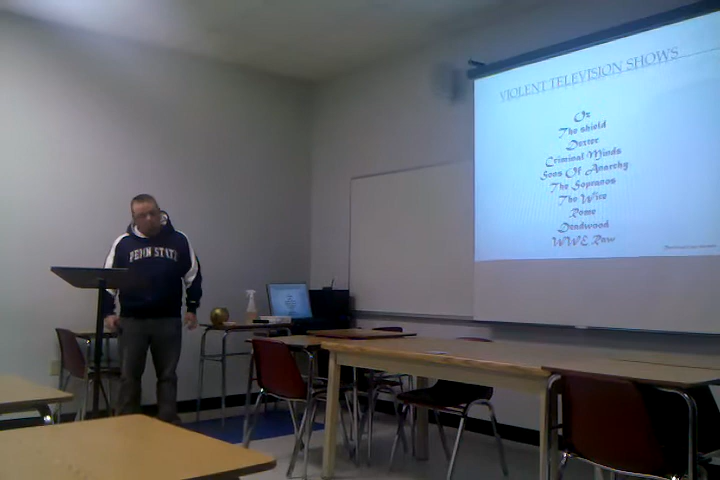 VIOLENT TELEVISION SHOWS
Oz
The shield
Dexter
Criminal Minds
Sons Of Anarchy
The Sopranos
The Wire
Rome
Deadwood
WWE Raw
PENN STATE